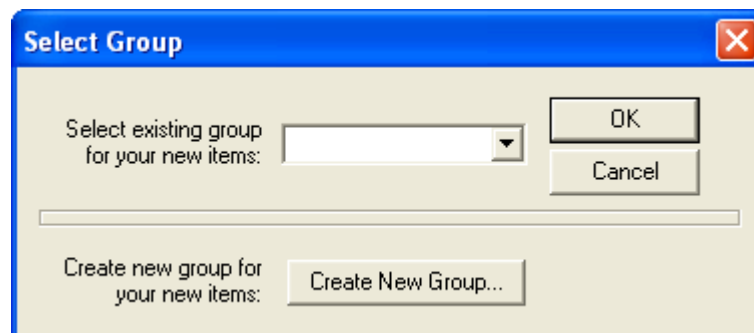 Select Group
Select existing group
for your new items:
OK
Cancel
Create new group for
your new items:
Create New Group...